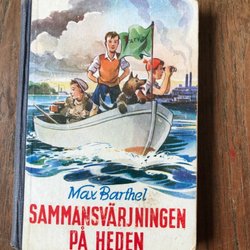 Max Barthel
SAMMANSVÄRJNINGEN
PÅ HEDEN